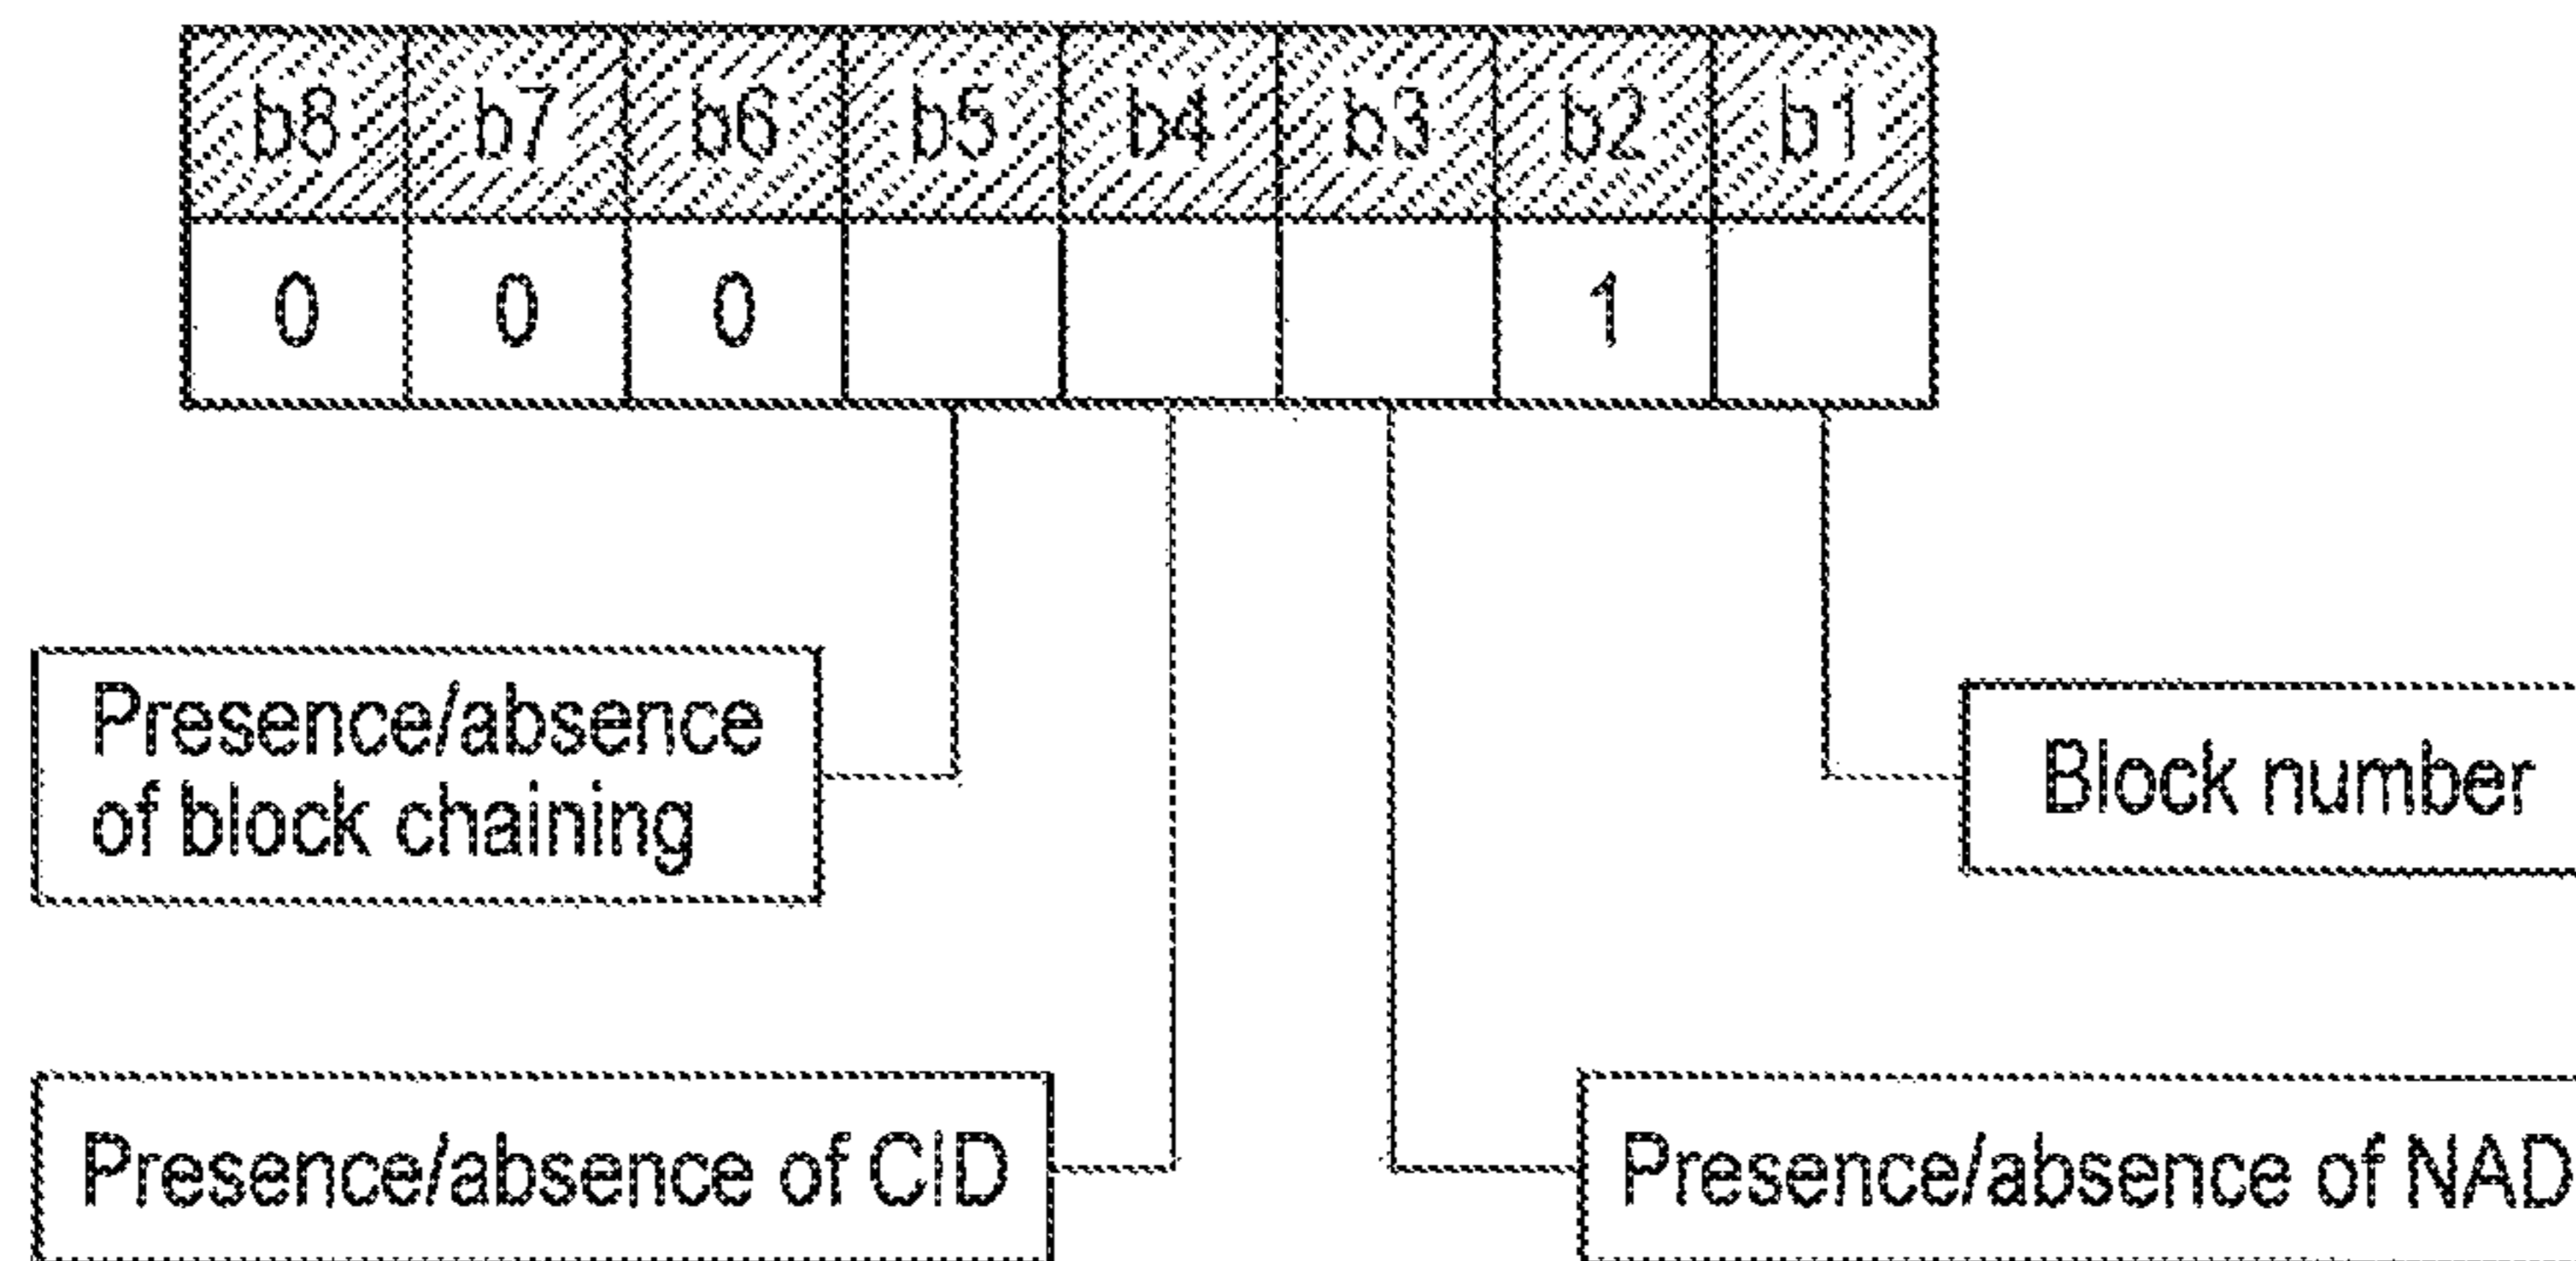 b8 b7 b6 b5 b4 b3 b2 b1
0 0 0 1
Presence/absence
of block chaining
Block number
Presence/absence of CID
Presence/absence of NAD